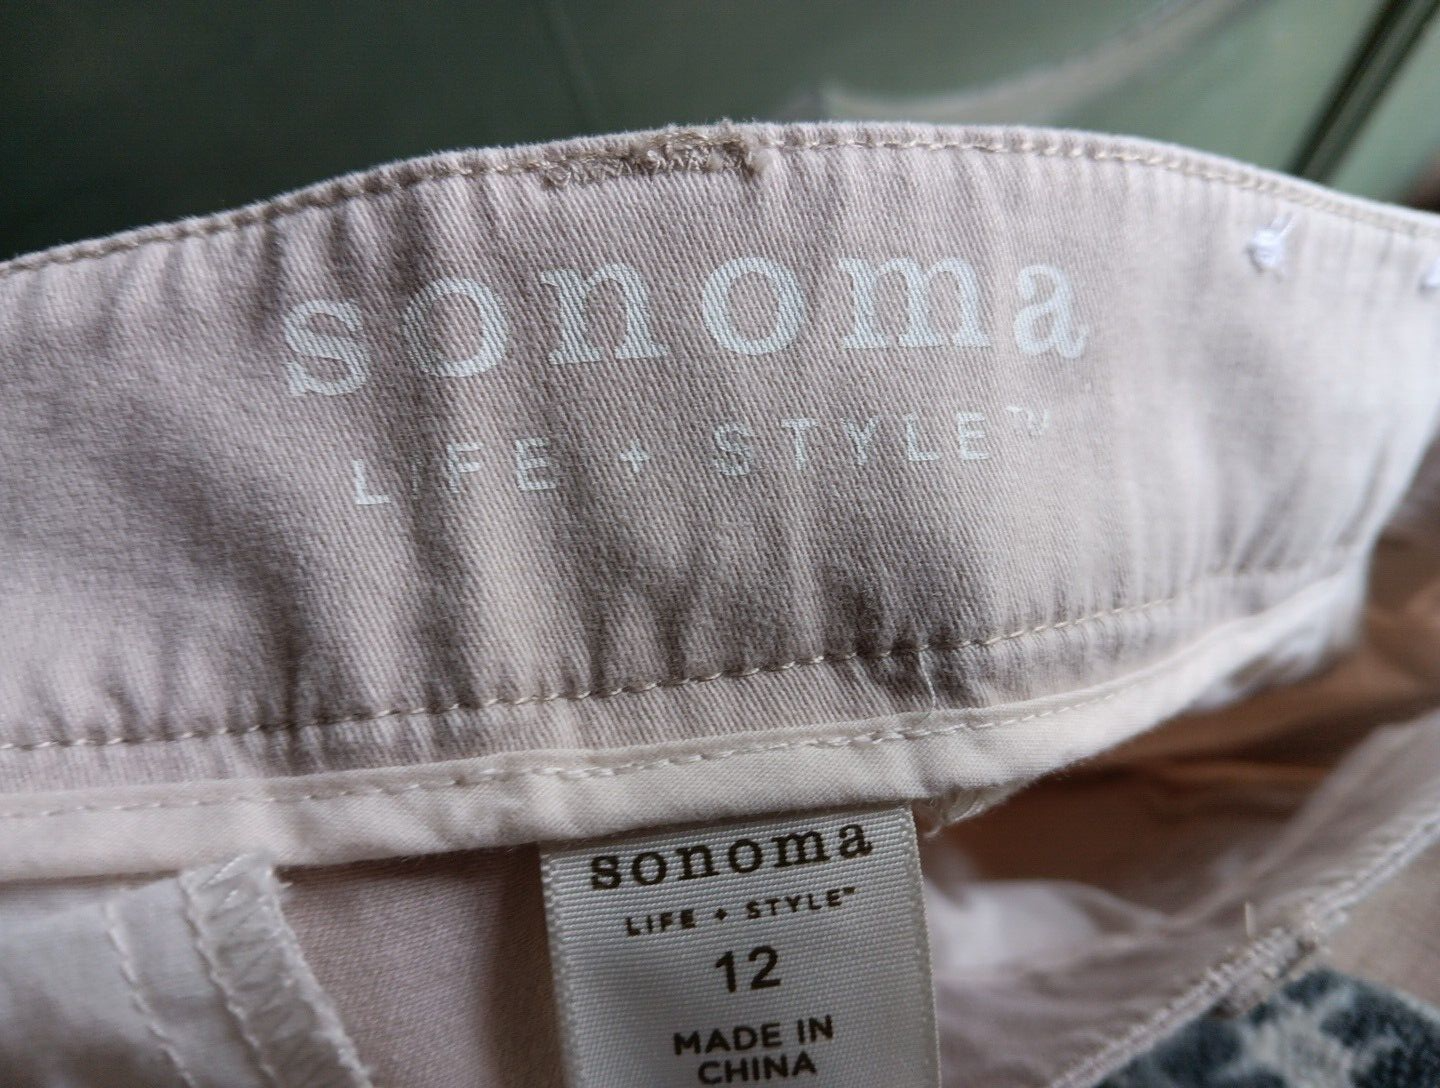 sonoma
LIFE + STYLE™
sonoma
LIFE + STYLE™
12
MADE IN
CHINA